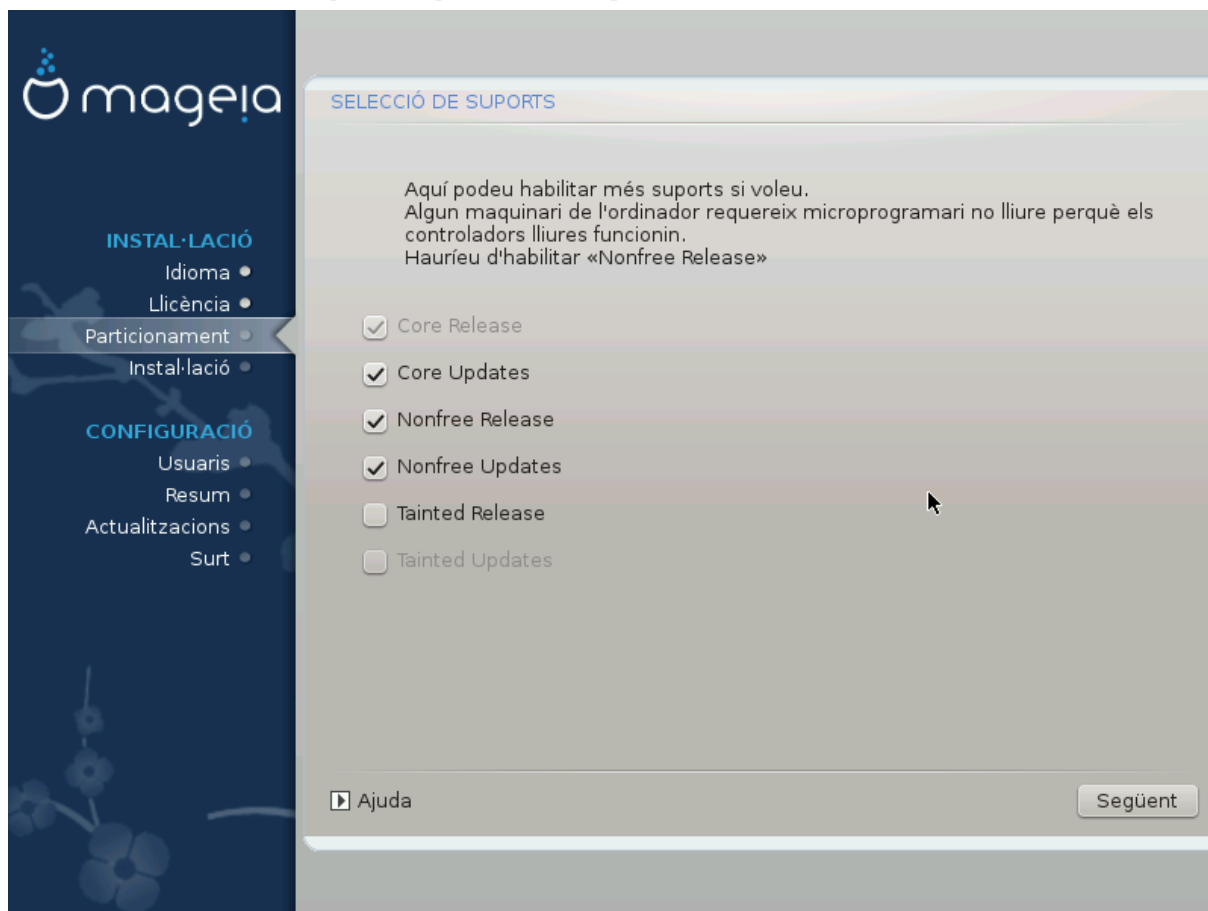 mageia
INSTAL·LACIÓ
Idioma
Llicència
Particionament
Instal·lació
CONFIGURACIÓ
Usuaris
Resum
Actualitzacions
Surt
SELECCIÓ DE SUPORTS
Aquí podeu habilitar més suports si voleu.
Algun maquinari de l'ordinador requereix microprogramari no lliure perquè els
controladors lliures funcionin.
Hauríeu d'habilitar «Nonfree Release»
Core Release
Core Updates
Nonfree Release
Nonfree Updates
Tainted Release
Tainted Updates
Ajuda
Següent